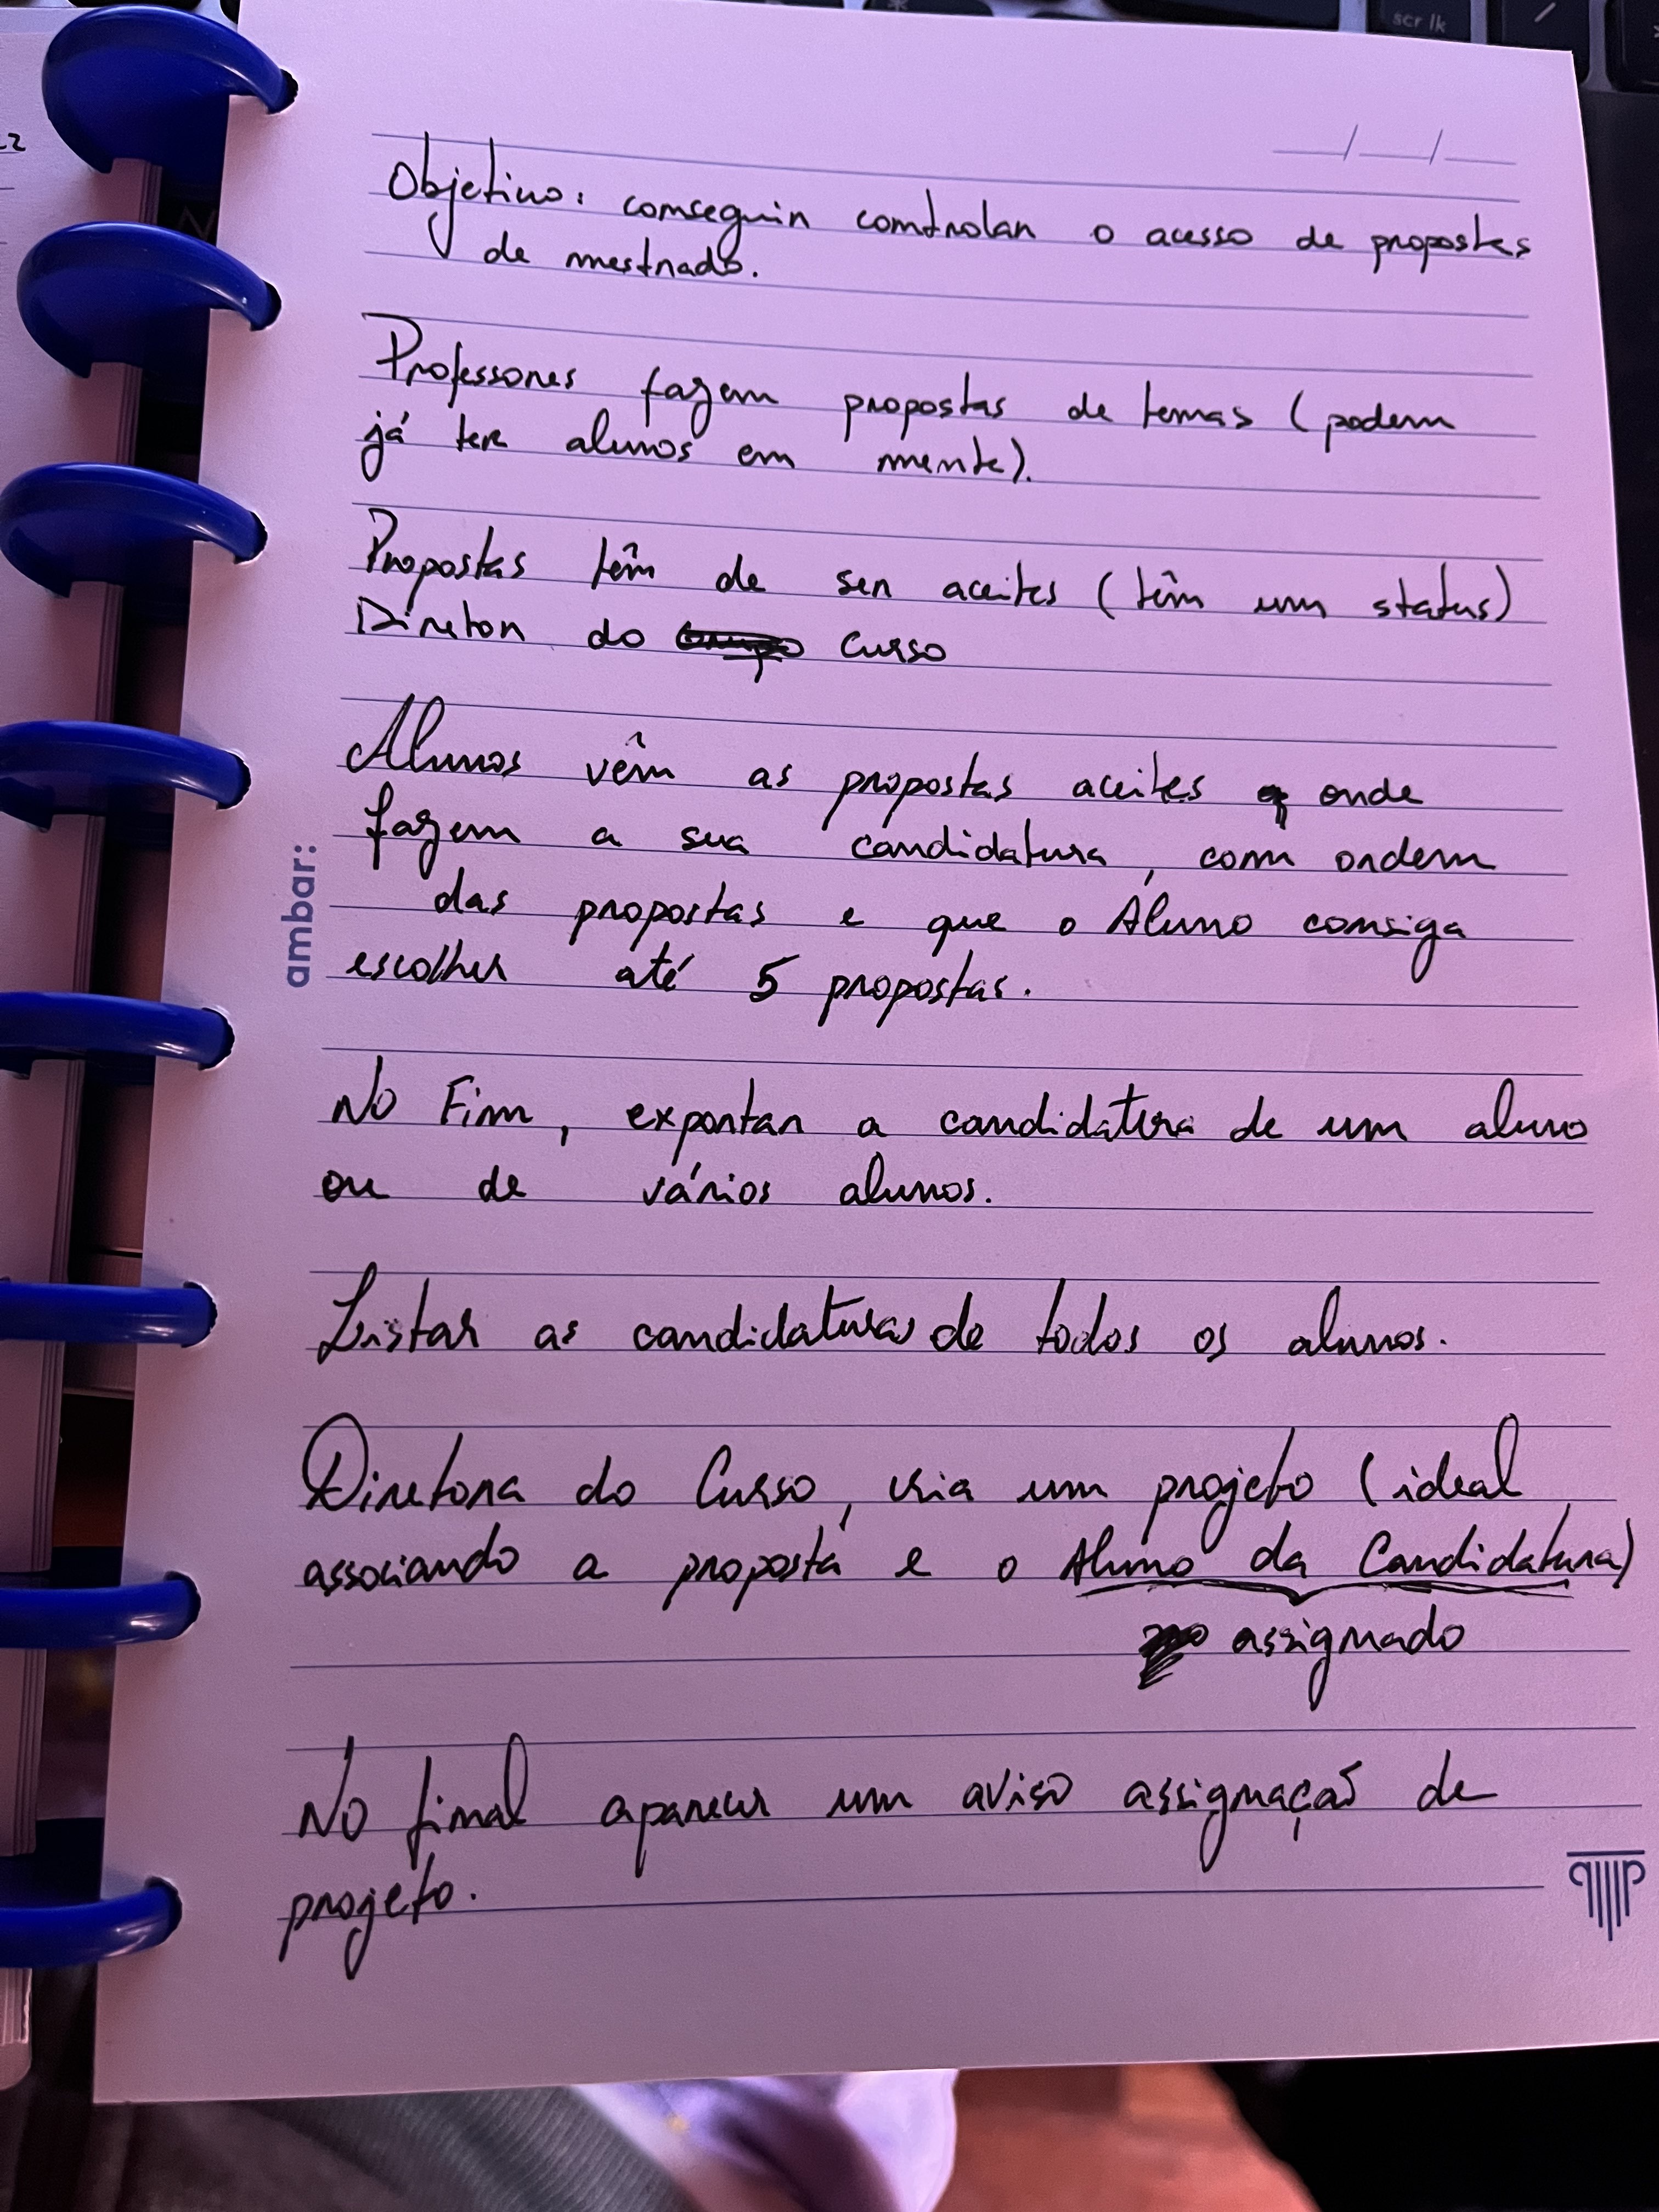 scr lk
/
22
__/__/__
Objetivo: conseguir controlar o acesso de propostas
de mestrado.
Professores fazem propostas de temas (podem
já ter alunos em mente).
Propostas têm de ser aceites (têm um status)
Diretor do curso
Alunos vêm as propostas aceites onde
fazem a sua candidatura, com ordem
das propostas e que o Aluno consiga
escolher até 5 propostas.
ambar:
No Fim, exportar a candidatura de um aluno
ou de vários alunos.
Listar as candidaturas de todos os alunos.
Diretora do Curso, cria um projeto (ideal
associando a proposta e o Aluno da Candidatura)
assignado
No final aparecer um aviso assignação de
projeto.